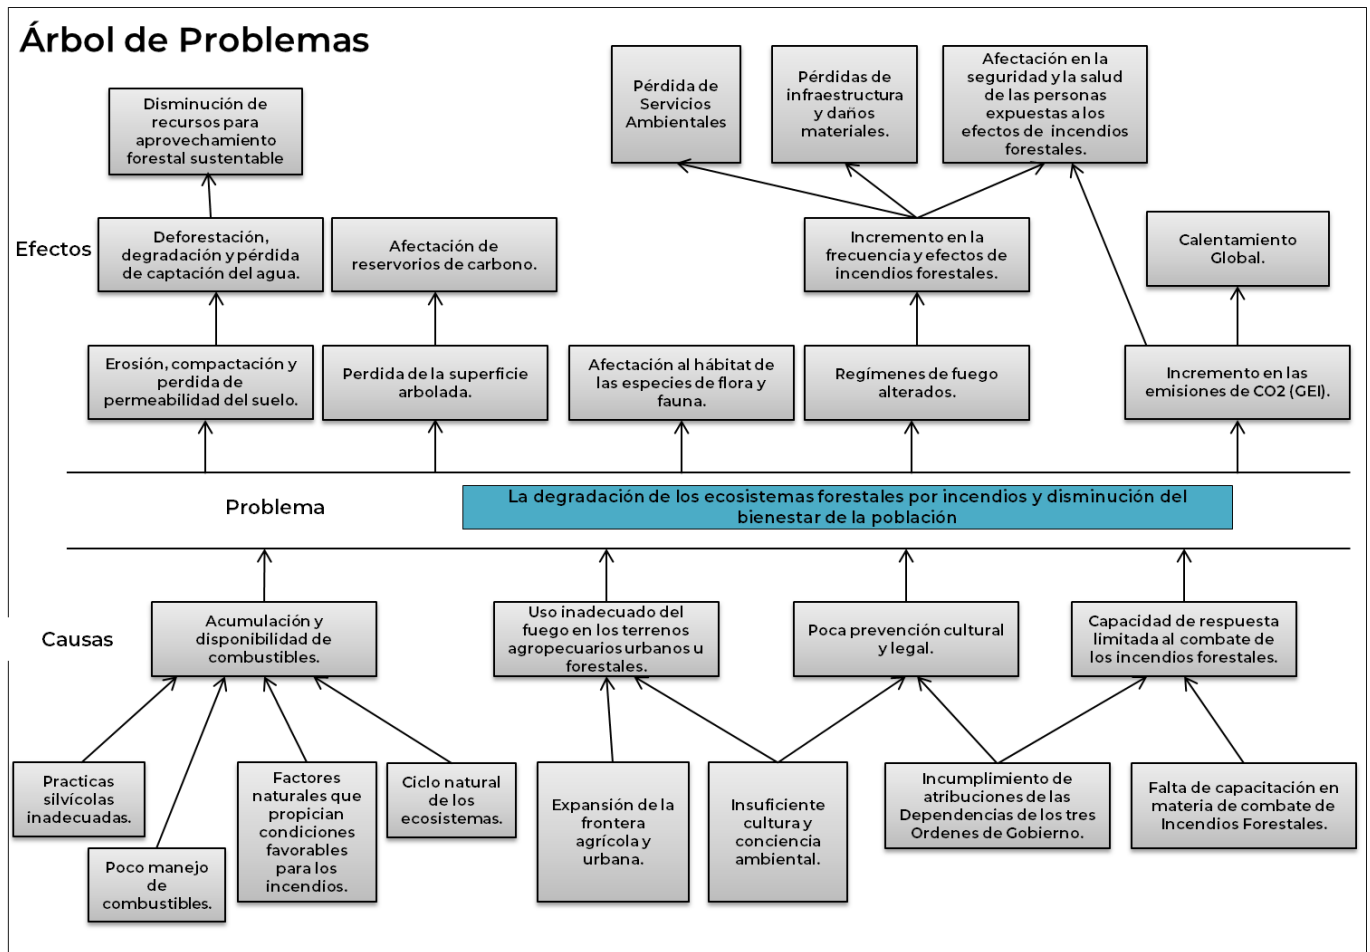 Árbol de Problemas
Pérdida de
Servicios
Ambientales
Pérdidas de
infraestructura
y daños
materiales.
Afectación en la
seguridad y la salud
de las personas
expuestas a los
efectos de incendios
forestales.
Disminución de
recursos para
aprovechamiento
forestal sustentable
Efectos
Deforestación,
degradación y pérdida
de captación del agua.
Afectación de
reservorios de carbono.
Incremento en la
frecuencia y efectos de
incendios forestales.
Calentamiento
Global.
Erosión, compactación y
perdida de
permeabilidad del suelo.
Perdida de la superficie
arbolada.
Afectación al hábitat de
las especies de flora y
fauna.
Regímenes de fuego
alterados.
Incremento en las
emisiones de CO2 (GEI).
Problema
La degradación de los ecosistemas forestales por incendios y disminución del
bienestar de la población
Causas
Acumulación y
disponibilidad de
combustibles.
Uso inadecuado del
fuego en los terrenos
agropecuarios urbanos u
forestales.
Poca prevención cultural
y legal.
Capacidad de respuesta
limitada al combate de
los incendios forestales.
Practicas
silvícolas
inadecuadas.
Poco manejo
de
combustibles.
Factores
naturales que
propician
condiciones
favorables
para los
incendios.
Ciclo natural
de los
ecosistemas.
Expansión de la
frontera
agrícola y
urbana.
Insuficiente
cultura y
conciencia
ambiental.
Incumplimiento de
atribuciones de las
Dependencias de los tres
Ordenes de Gobierno.
Falta de capacitación en
materia de combate de
Incendios Forestales.